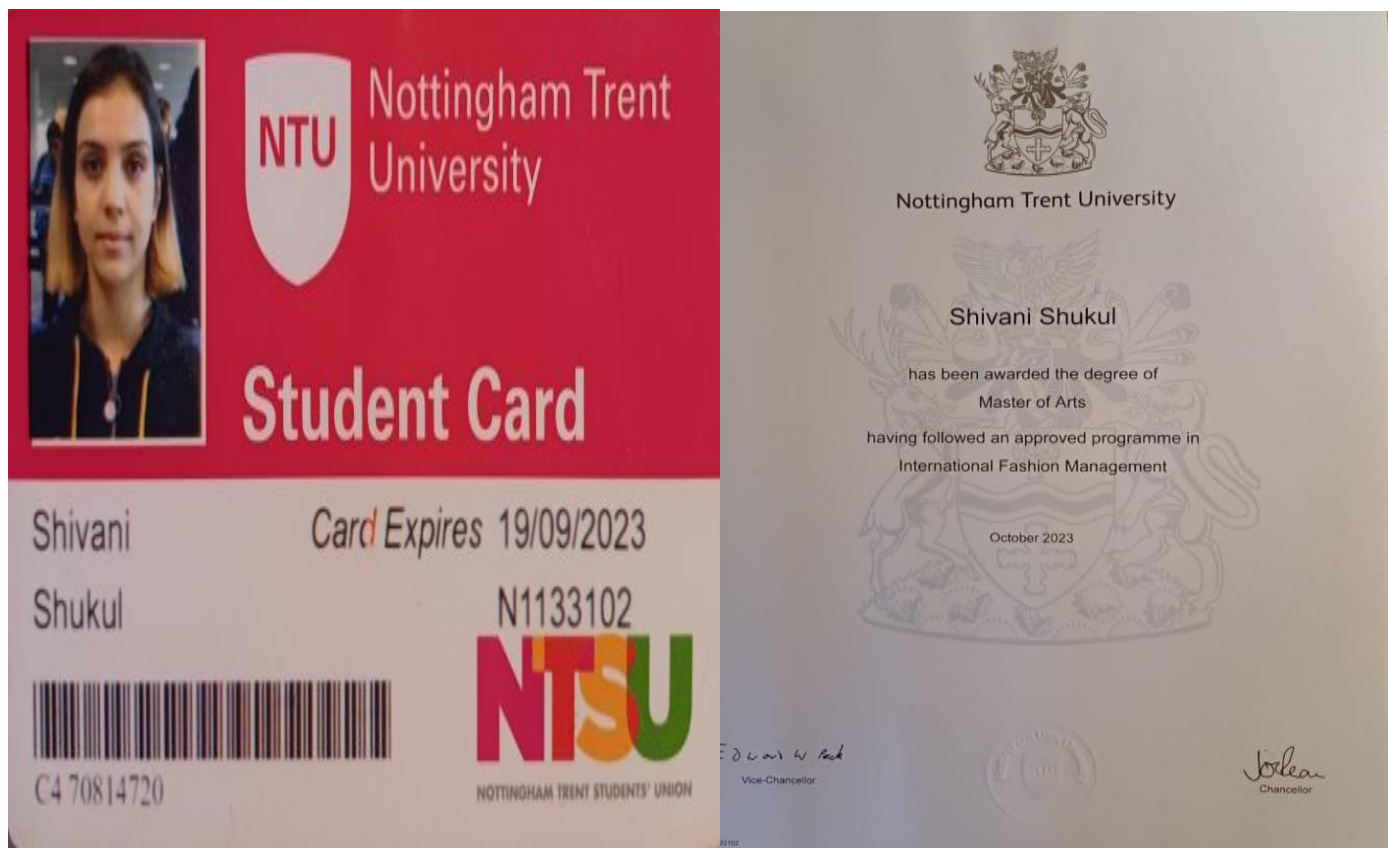 NTU
Nottingham Trent
University
Student Card
Shivani
Card Expires 19/09/2023
Shukul
N1133102
NTSU
NOTTINGHAM TRENT STUDENTS' UNION
C4 70814720
Nottingham Trent University
Shivani Shukul
has been awarded the degree of
Master of Arts
having followed an approved programme in
International Fashion Management
October 2023
Vice-Chancellor
Chancellor